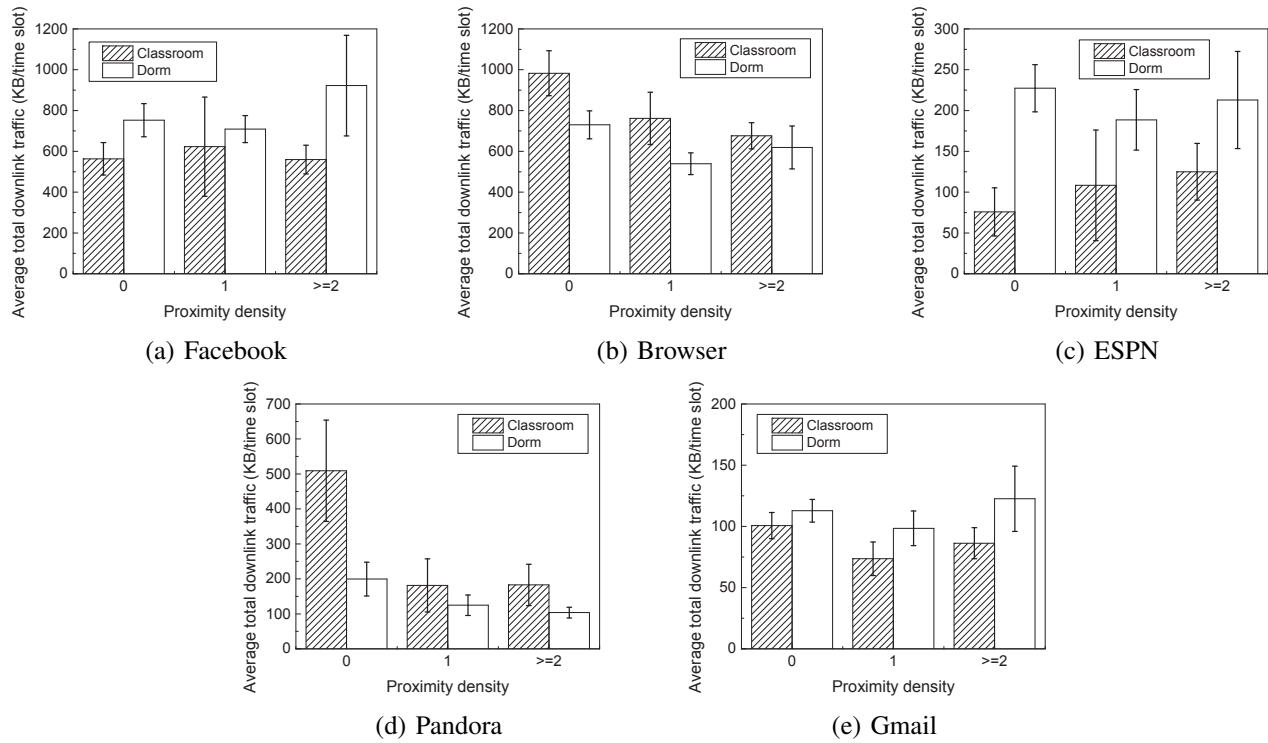 Average total downlink traffic (KB/time slot)
1200
1000
800
600
400
200
0
Classroom
Dorm
0
1
>=2
Proximity density
(a) Facebook
Average total downlink traffic (KB/time slot)
1200
1000
800
600
400
200
0
Classroom
Dorm
0
1
>=2
Proximity density
(b) Browser
Average total downlink traffic (KB/time slot)
300
250
200
150
100
50
0
Classroom
Dorm
0
1
>=2
Proximity density
(c) ESPN
Average total downlink traffic (KB/time slot)
700
600
500
400
300
200
100
0
Classroom
Dorm
0
1
>=2
Proximity density
(d) Pandora
Average total downlink traffic (KB/time slot)
200
150
100
50
0
Classroom
Dorm
0
1
>=2
Proximity density
(e) Gmail